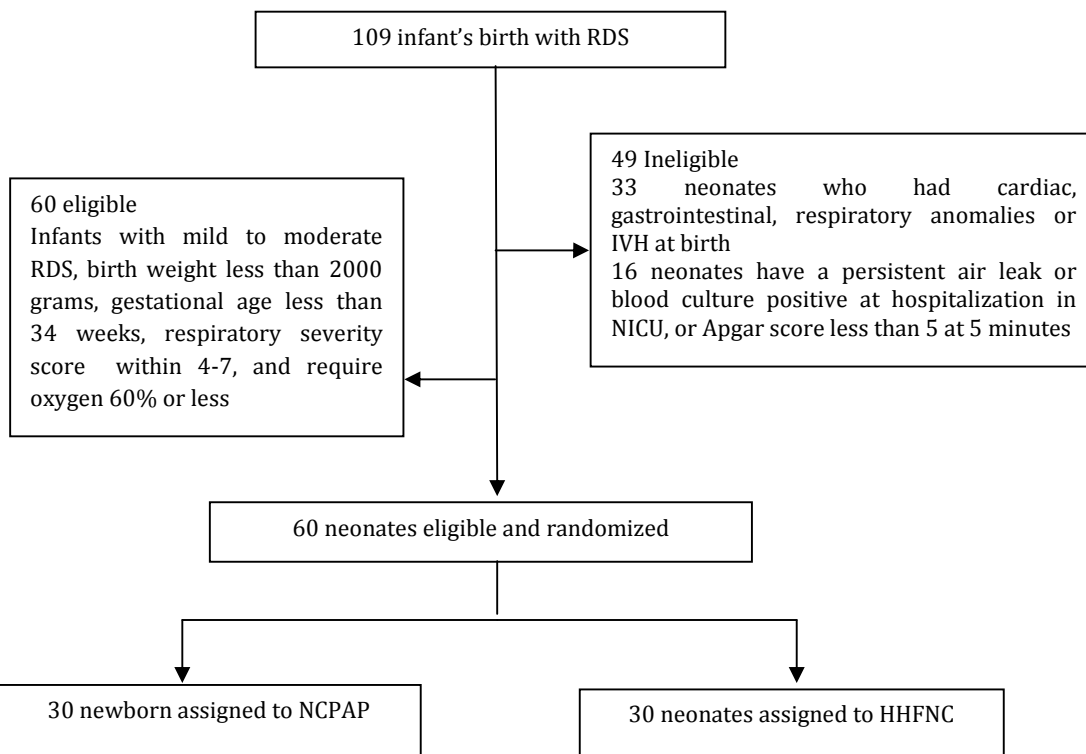 109 infant’s birth with RDS
49 Ineligible
33 neonates who had cardiac,
gastrointestinal, respiratory anomalies or
IVH at birth
16 neonates have a persistent air leak or
blood culture positive at hospitalization in
NICU, or Apgar score less than 5 at 5 minutes
60 eligible
Infants with mild to moderate
RDS, birth weight less than 2000
grams, gestational age less than
34 weeks, respiratory severity
score within 4-7, and require
oxygen 60% or less
60 neonates eligible and randomized
30 newborn assigned to NCPAP
30 neonates assigned to HHFNC